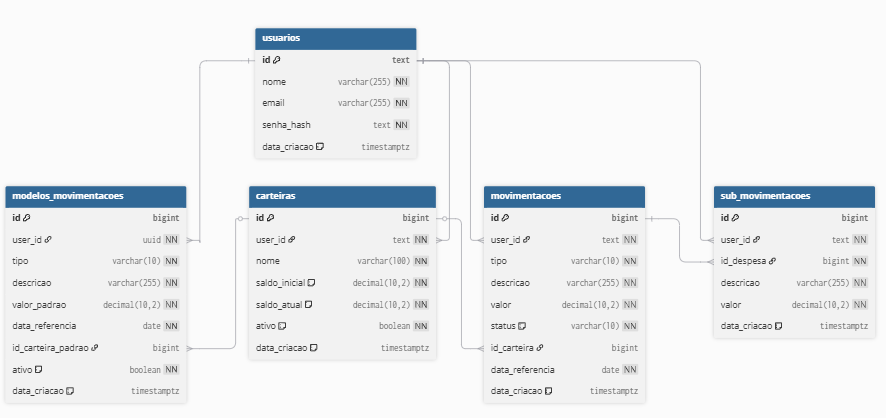 usuarios
id text
nome varchar(255) NN
email varchar(255) NN
senha_hash text NN
data_criacao timestamptz
modelos_movimentacoes
id bigint
user_id uuid NN
tipo varchar(10) NN
descricao varchar(255) NN
valor_padrao decimal(10,2) NN
data_referencia date NN
id_carteira_padrao bigint
ativo boolean NN
data_criacao timestamptz
carteiras
id bigint
user_id text NN
nome varchar(100) NN
saldo_inicial decimal(10,2) NN
saldo_atual decimal(10,2) NN
ativo boolean NN
data_criacao timestamptz
movimentacoes
id bigint
user_id text NN
tipo varchar(10) NN
descricao varchar(255) NN
valor decimal(10,2) NN
status varchar(10) NN
id_carteira bigint
data_referencia date NN
data_criacao timestamptz
sub_movimentacoes
id bigint
user_id text NN
id_despesa bigint NN
descricao varchar(255) NN
valor decimal(10,2) NN
data_criacao timestamptz